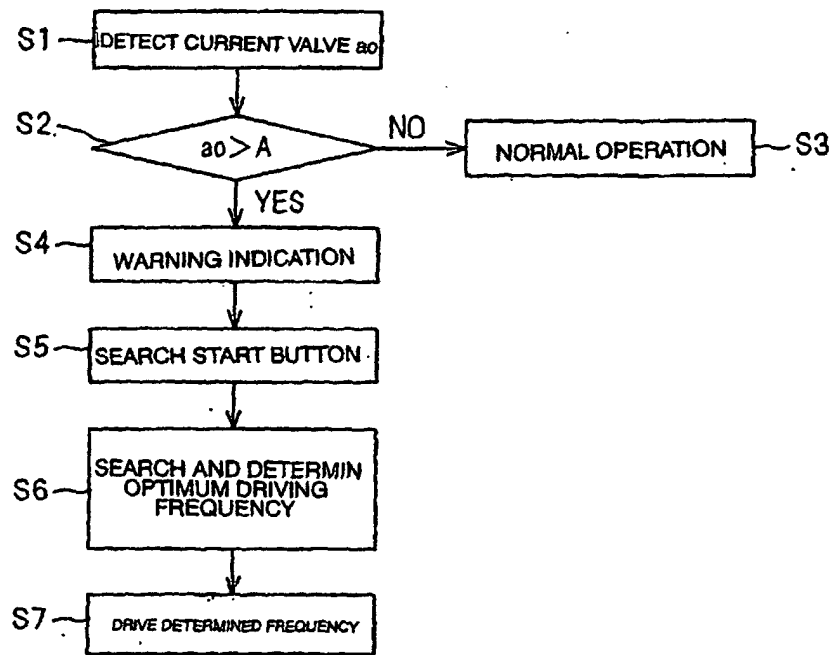 S1
DETECT CURRENT VALVE ao
S2
ao>A
NO
NORMAL OPERATION
S3
YES
S4
WARNING INDICATION
S5
SEARCH START BUTTON
S6
SEARCH AND DETERMIN
OPTIMUM DRIVING
FREQUENCY
S7
DRIVE DETERMINED FREQUENCY